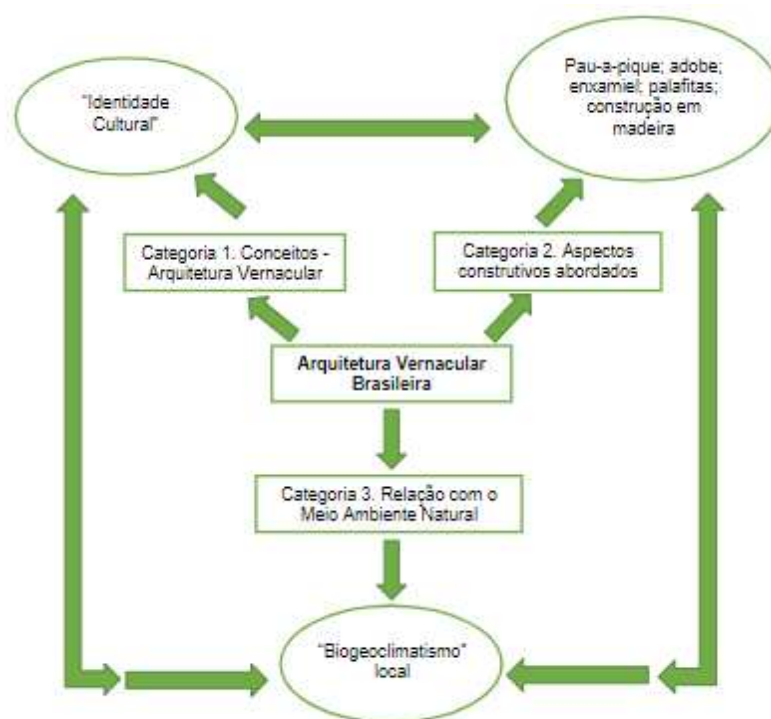 "Identidade
Cultural"
Pau-a-pique; adobe;
enxamiel; palafitas;
construção em
madeira
Categoria 1. Conceitos -
Arquitetura Vernacular
Categoria 2. Aspectos
construtivos abordados
Arquitetura Vernacular
Brasileira
Categoria 3. Relação com o
Meio Ambiente Natural
"Biogeoclimatismo"
local